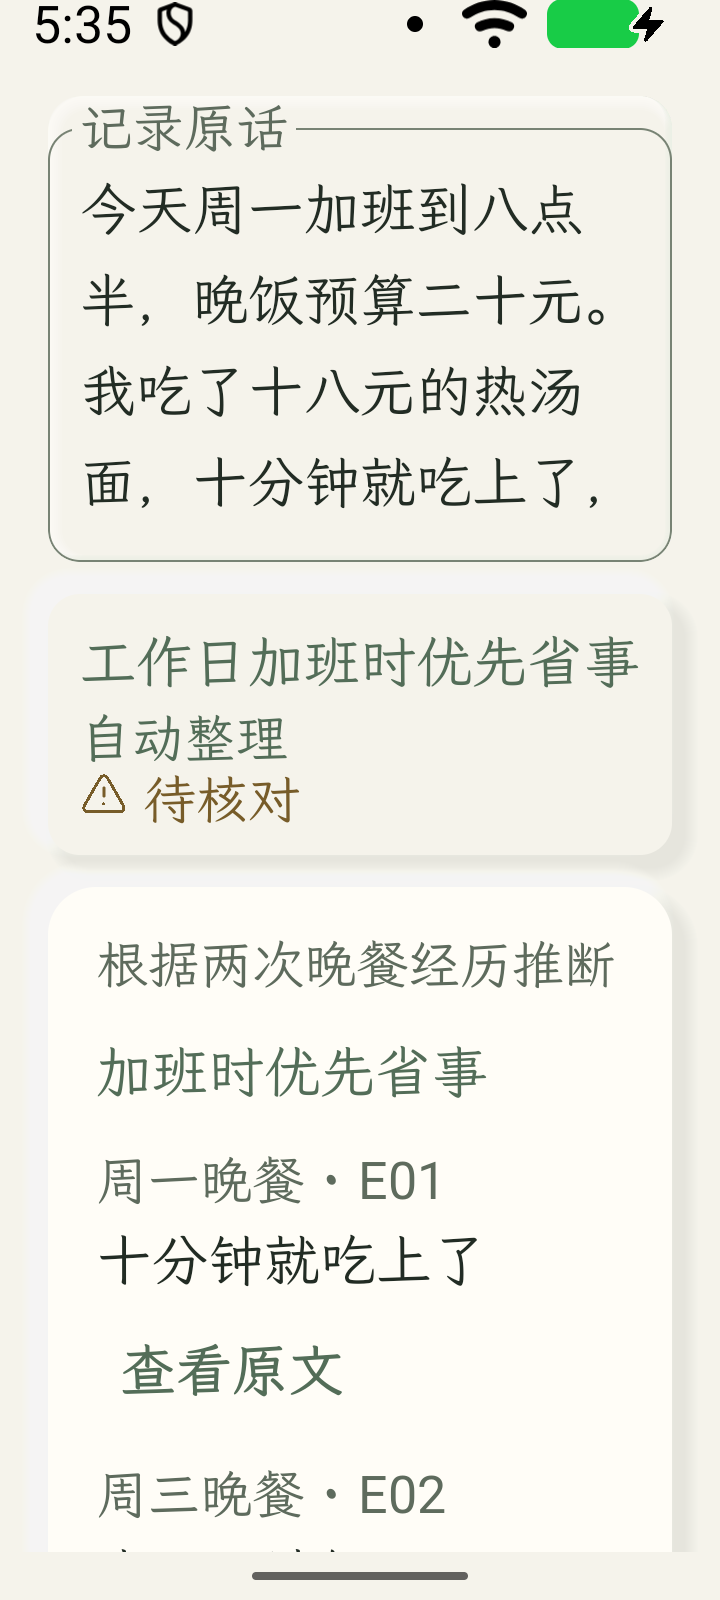 5:35
记录原话
今天周一加班到八点
半，晚饭预算二十元。
我吃了十八元的热汤
面，十分钟就吃上了，
工作日加班时优先省事
自动整理
待核对
根据两次晚餐经历推断
加班时优先省事
周一晚餐·E01
十分钟就吃上了
查看原文
周三晚餐·E02